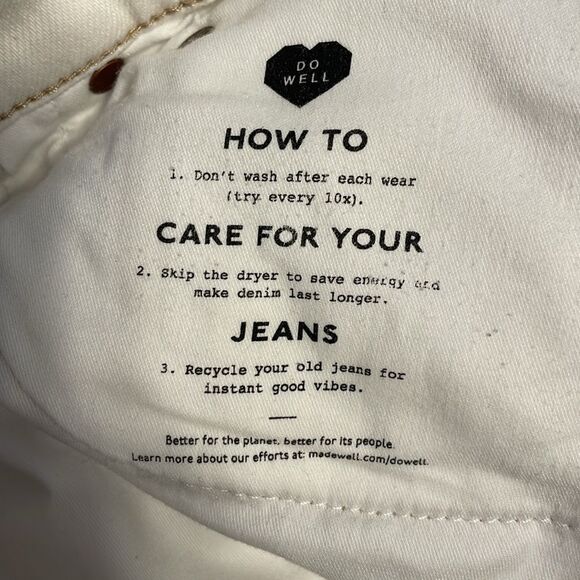 DO
WELL
HOW TO
1. Don't wash after each wear
(try every 10x).
CARE FOR YOUR
2. Skip the dryer to save energy and
make denim last longer.
JEANS
3. Recycle your old jeans for
instant good vibes.
Better for the planet, better for its people.
Learn more about our efforts at: madewell.com/dowell.